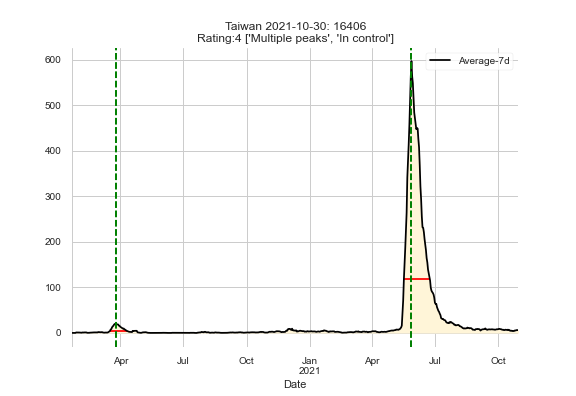 Taiwan 2021-10-30: 16406
Rating:4 ['Multiple peaks', 'In control']
Average-7d
600
500
400
300
200
100
0
Apr Jul Oct Jan Apr Jul Oct
2021
Date